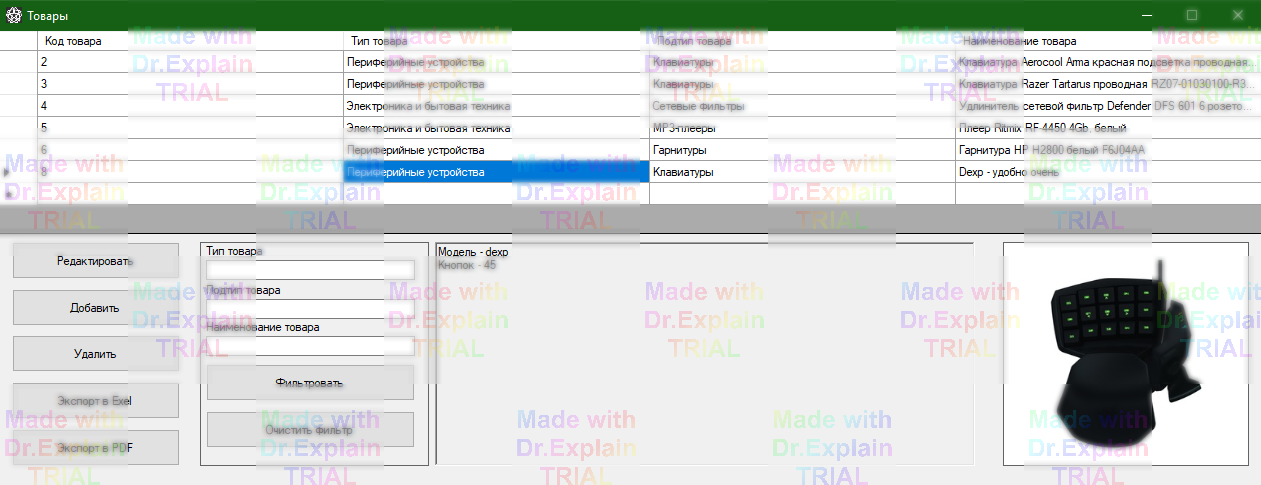 Товары
Код товара Тип товара Подтип товара Наименование товара
2 Периферийные устройства Клавиатуры Клавиатура Aerocool Arma красная подсветка проводная...
3 Периферийные устройства Клавиатуры Клавиатура Razer Tartarus проводная RZ07-01030100-R3...
4 Электроника и бытовая техника Сетевые Фильтры Удлинитель сетевой фильтр Defender DFS 601 6 розето...
5 Электроника и бытовая техника MP3-плееры Плеер Ritmix RF-4450 4Gb. белый
6 Периферийные устройства Гарнитуры Гарнитура HP H2800 белый F6J04AA
8 Периферийные устройства Клавиатуры Dexp - удобно очень
Редактировать
Добавить
Удалить
Экспорт в Exel
Экспорт в PDF
Тип товара
Подтип товара
Наименование товара
Фильтровать
Очистить фильтр
Модель - dexp
Кнопок - 45
Made with
Dr.Explain
TRIAL